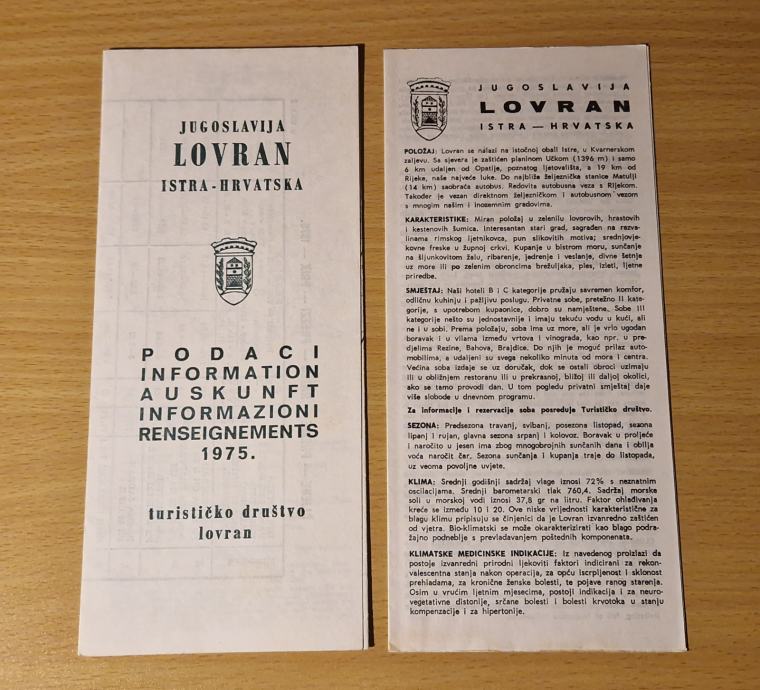 JUGOSLAVIJA
LOVRAN
ISTRA-HRVATSKA
PODACI
INFORMATION
AUSKUNFT
INFORMAZIONI
RENSEIGNEMENTS
1975.
turističko društvo
lovran
JUGOSLAVIJA
LOVRAN
ISTRA — HRVATSKA
POLOŽAJ: Lovran se nalazi na istočnoj obali Istre, u Kvarnerskom
zaljevu. Sa sjevera je zaštićen planinom Učkom (1396 m) i samo
6 km udaljen od Opatije, poznatog ljetovališta, a 19 km od
Rijeke, naše najveće luke. Do najbliže željezničke stanice Matulji
(14 km) saobraća autobus. Redovita autobusna veza s Rijekom.
Također je vezan direktnom željezničkom i autobusnom vezom
s mnogim našim i inozemnim gradovima.
KARAKTERISTIKE: Miran položaj u zelenilu lovorovih, hrastovih
i kestenovih šumica. Interesantan stari grad, sagrađen na razva-
linama rimskog ljetnikovca, pun slikovitih motiva; srednjovje-
kovne freske u župnoj crkvi. Kupanje u bistrom moru, sunčanje
na šljunkovitom žalu, ribarenje, jedrenje i veslanje, divne šetnje
uz more ili po zelenim obroncima brežuljaka, ples, izleti, ljetne
priredbe.
SMJEŠTAJ: Naši hoteli B i C kategorije pružaju savremen komfor,
odličnu kuhinju i pažljivu poslugu. Privatne sobe, pretežno II kate-
gorije, s upotrebom kupaonice, dobro su namještene. Sobe III
kategorije nešto su jednostavnije i imaju tekuću vodu u kući, ali
ne i u sobi. Prema položaju, soba ima uz more, ali je vrlo ugodan
boravak i u vilama između vrtova i vinograda, kao npr. u pre-
djelima Rezine, Bahova, Brajdice. Do njih je moguć prilaz auto-
mobilima, a udaljeni su svega nekoliko minuta od mora i centra.
Većina soba izdaje se uz doručak, dok se ostali obroci uzimaju
ili u obližnjem restoranu ili u prekrasnoj, bližoj ili daljoj okolici,
ako se tamo provodi dan. U tom pogledu privatni smještaj daje
više slobode u dnevnom programu.
Za informacije i rezervacije soba posreduje Turističko društvo.
SEZONA: Predsezona travanj, svibanj, posezona listopad, sezona
lipanj i rujan, glavna sezona srpanj i kolovoz. Boravak u proljeće
i naročito u jesen ima zbog mnogobrojnih sunčanih dana i obilja
voća naročit čar. Sezona sunčanja i kupanja traje do listopada,
uz veoma povoljne uvjete.
KLIMA: Srednji godišnji sadržaj vlage iznosi 72% s neznatnim
oscilacijama. Srednji barometarski tlak 760,4. Sadržaj morske
soli u morskoj vodi iznosi 37,8 gr na litru. Faktor ohlađivanja
kreće se između 10 i 20. Ove niske vrijednosti karakteristične za
blagu klimu pripisuju se činjenici da je Lovran izvanredno zaštićen
od vjetra. Bio-klimatski se može okarakterizirati kao blago podra-
žajno podneblje s prevladavanjem poštednih komponenata.
KLIMATSKE MEDICINSKE INDIKACIJE: Iz navedenog proizlazi da
postoje izvanredni prirodni ljekoviti faktori indicirani za rekon-
valescentna stanja nakon operacija, za opću iscrpljenost i sklonost
prehladama, za kronične ženske bolesti, te pojave ranog starenja.
Osim u vrućim ljetnim mjesecima, postoji indikacija i za neuro-
vegetativne distonije, srčane bolesti i bolesti krvotoka u stanju
kompenzacije i za hipertonije.